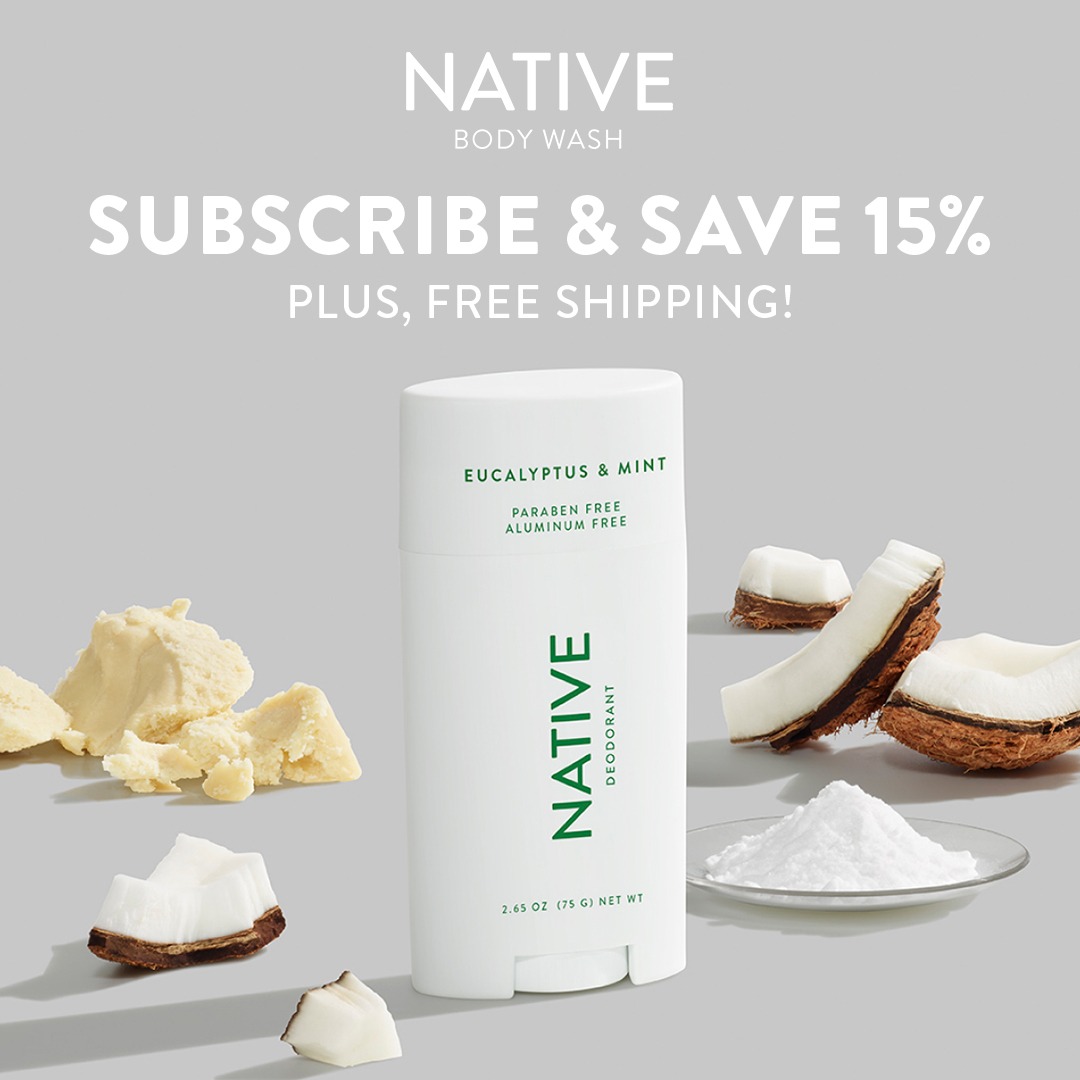 NATIVE
BODY WASH
SUBSCRIBE & SAVE 15%
PLUS, FREE SHIPPING!
EUCALYPTUS & MINT
PARABEN FREE
ALUMINUM FREE
NATIVE
DEODORANT
2.65 OZ (75 G) NET WT